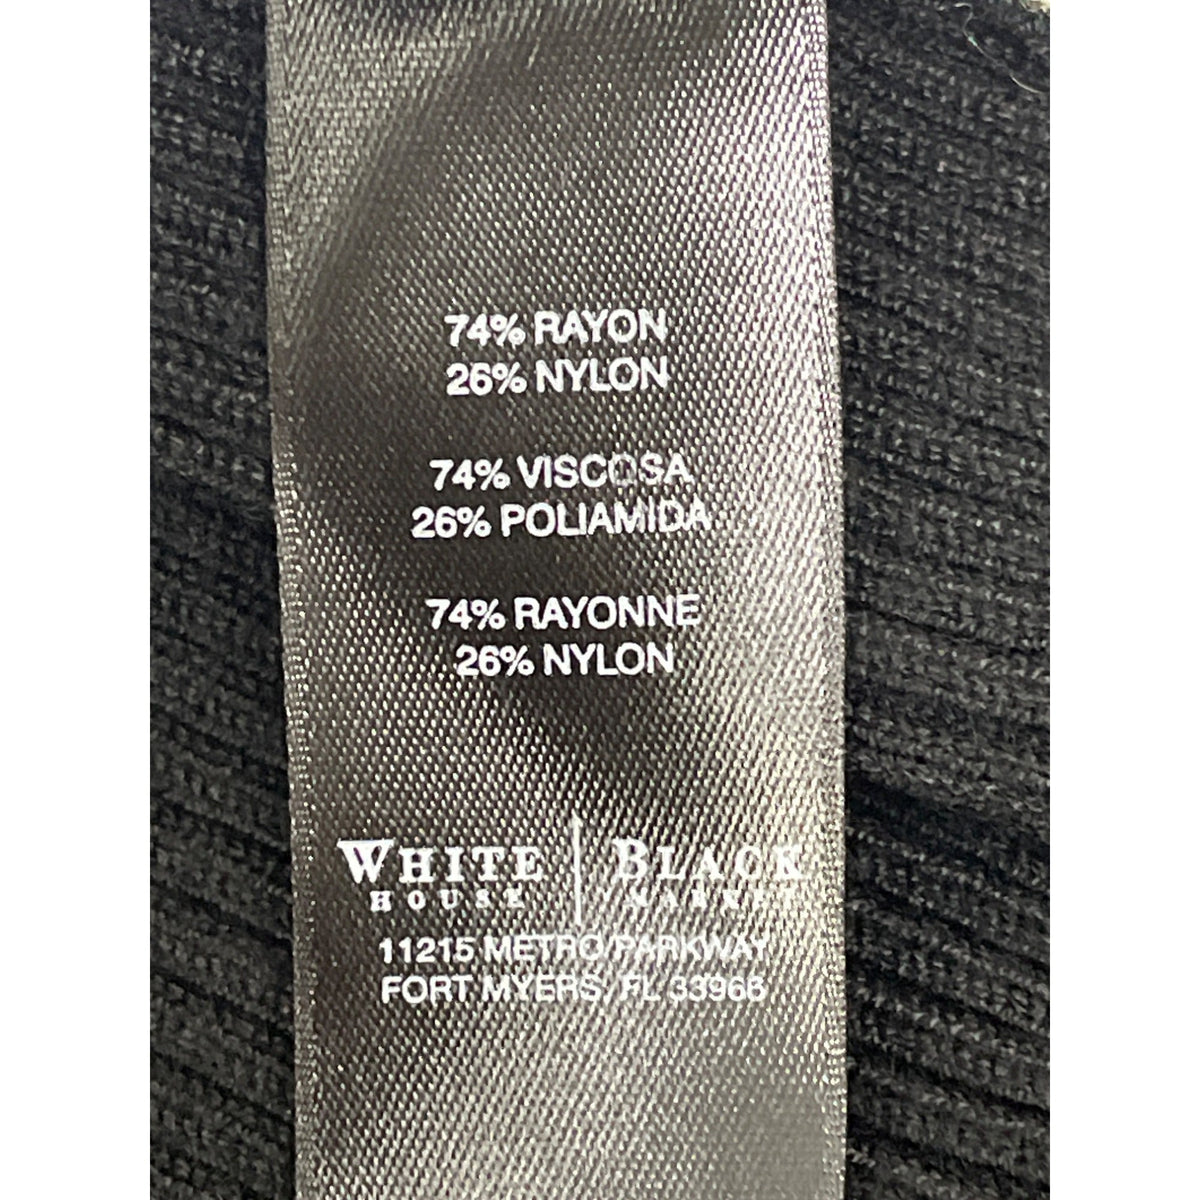 74% RAYON
26% NYLON
74% VISCOSA
26% POLIAMIDA
74% RAYONNE
26% NYLON
WHITE | BLACK
HOUSE MARKET
11215 METRO PARKWAY
FORT MYERS, FL 33966